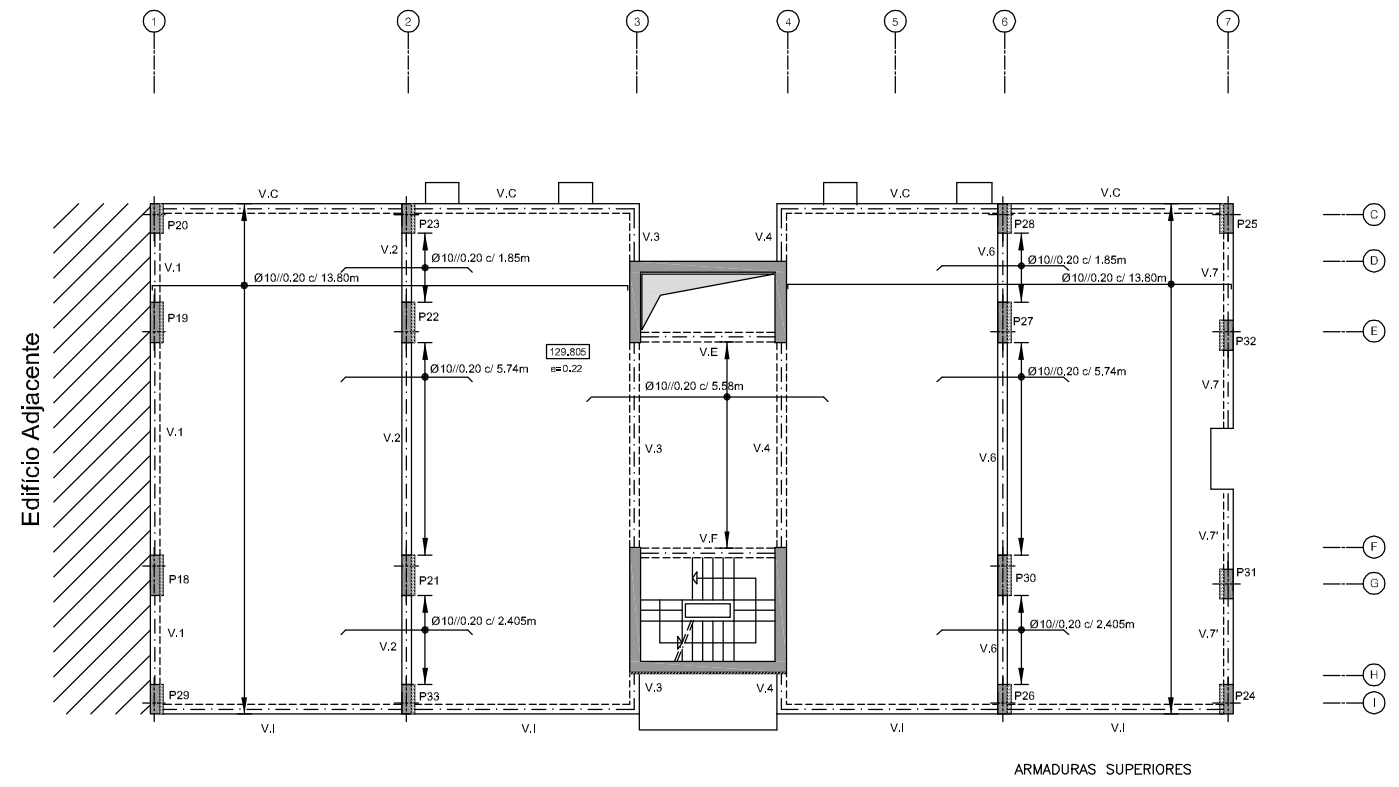 1 2 3 4 5 6 7
V.C V.C V.C V.C
P20 P23 P28 P25 C
V.3 V.4
V.2 V.6
Ø10//0.20 c/ 1.85m Ø10//0.20 c/ 1.85m D
V.1 V.7
Ø10//0.20 c/ 13.80m Ø10//0.20 c/ 13.80m
P19 P22 P27 E
P32
129.805 V.E
e=0.22
Ø10//0.20 c/ 5.74m Ø10//0.20 c/ 5.74m
Ø10//0.20 c/ 5.58m V.7
Edifício Adjacente
V.1 V.2
V.3 V.4 V.6
V.F V.7' F
P18 P21 P30 P31 G
Ø10//0.20 c/ 2.405m Ø10//0.20 c/ 2.405m
V.1 V.2 V.6 V.7'
H
V.3 V.4
P29 P33 P26 P24 I
V.I V.I V.I V.I
ARMADURAS SUPERIORES